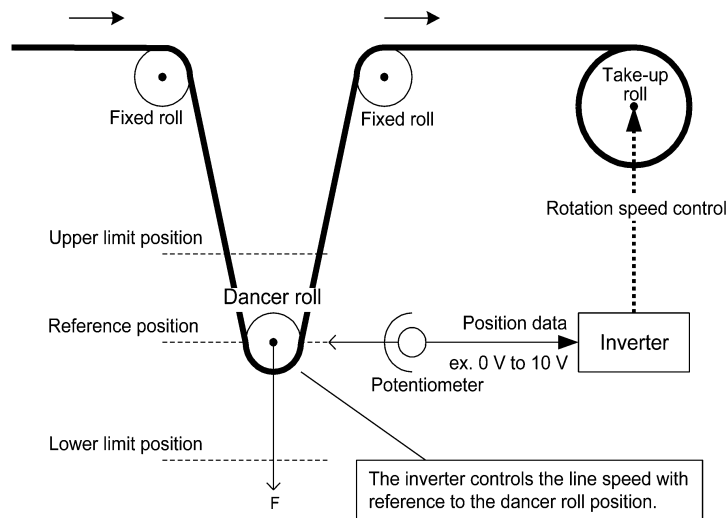 Take-up
roll
Fixed roll
Fixed roll
Rotation speed control
Upper limit position
Dancer roll
Reference position
Position data
Inverter
ex. 0 V to 10 V
Potentiometer
Lower limit position
The inverter controls the line speed with
reference to the dancer roll position.
F